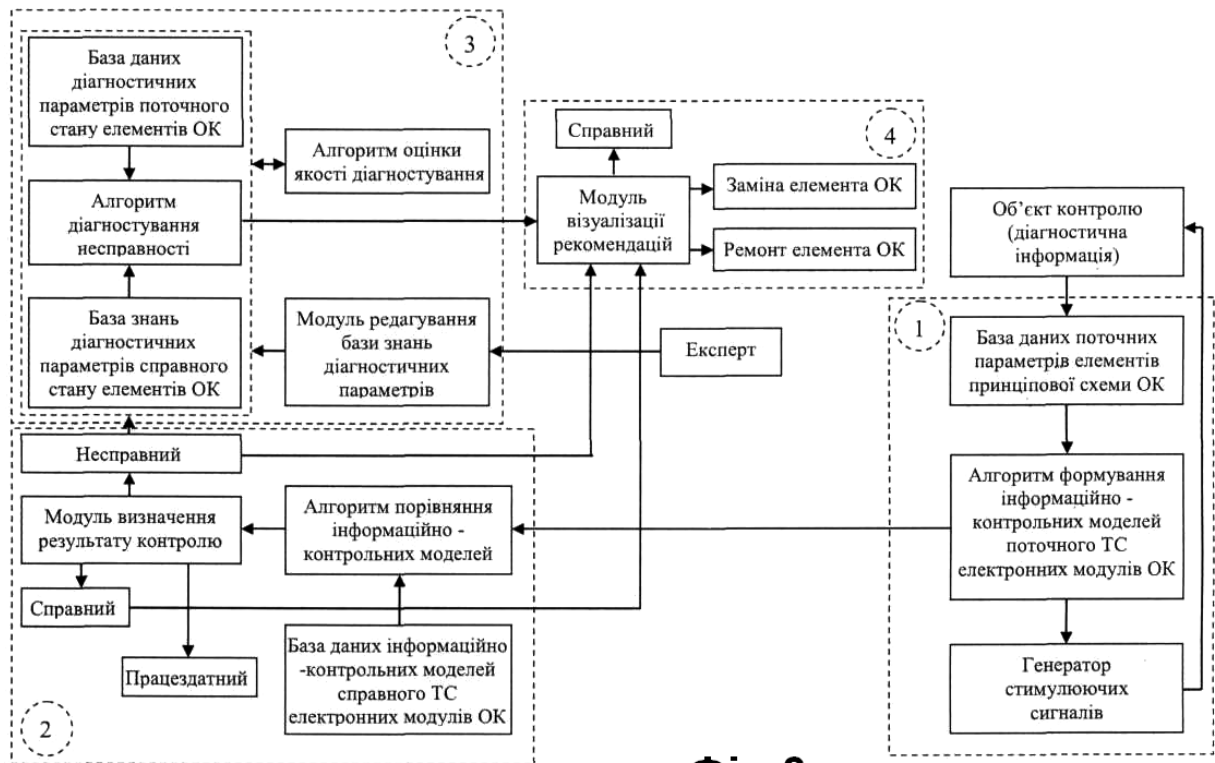 База даних
діагностичних
параметрів поточного
стану елементів ОК
3
Алгоритм оцінки
якості діагностування
Алгоритм
діагностування
несправності
База знань
діагностичних
параметрів справного
стану елементів ОК
Модуль редагування
бази знань
діагностичних
параметрів
Справний
4
Модуль
візуалізації
рекомендацій
Заміна елемента ОК
Ремонт елемента ОК
Експерт
Об’єкт контролю
(діагностична
інформація)
1
База даних поточних
параметрів елементів
принціпової схеми ОК
Алгоритм формування
інформаційно -
контрольних моделей
поточного ТС
електронних модулів ОК
Генератор
стимулюючих
сигналів
Несправний
Модуль визначення
результату контролю
Алгоритм порівняння
інформаційно -
контрольних моделей
Справний
Працездатний
База даних інформаційно
-контрольних моделей
справного ТС
електронних модулів ОК
2